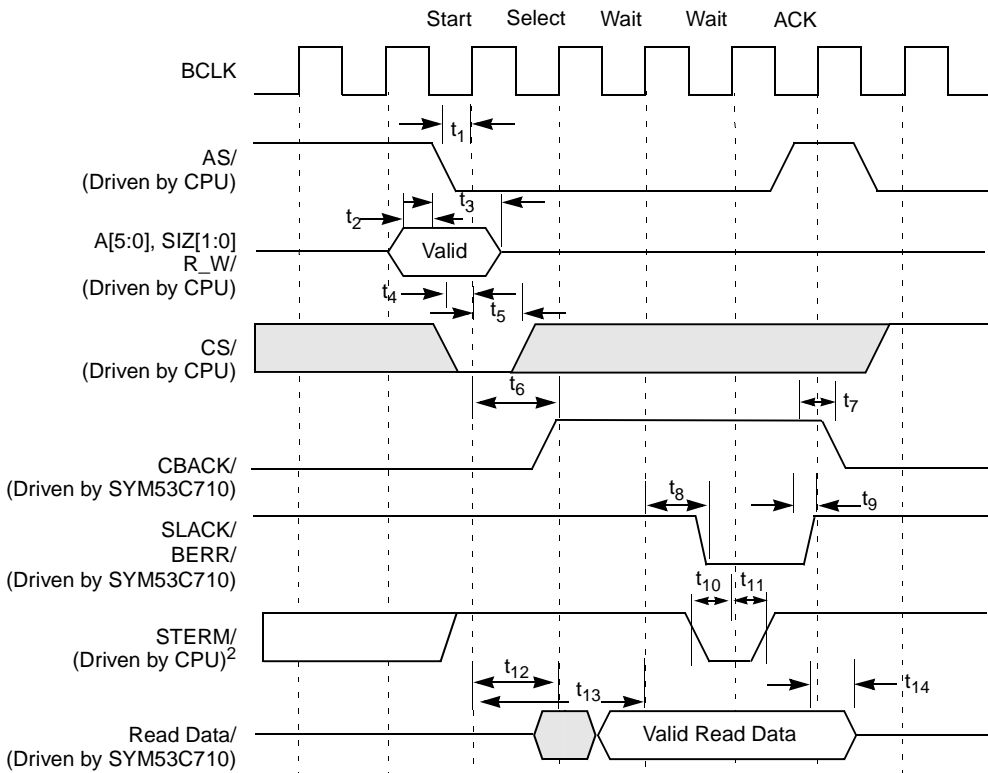 Start Select Wait Wait ACK
BCLK
t1
AS/
(Driven by CPU)
t3
t2
A[5:0], SIZ[1:0]
R_W/
(Driven by CPU)
Valid
t4
t5
CS/
(Driven by CPU)
t6
t7
CBACK/
(Driven by SYM53C710)
t8
t9
SLACK/
BERR/
(Driven by SYM53C710)
t10 t11
STERM/
(Driven by CPU)2
t12
t13
t14
Read Data/
(Driven by SYM53C710)
Valid Read Data